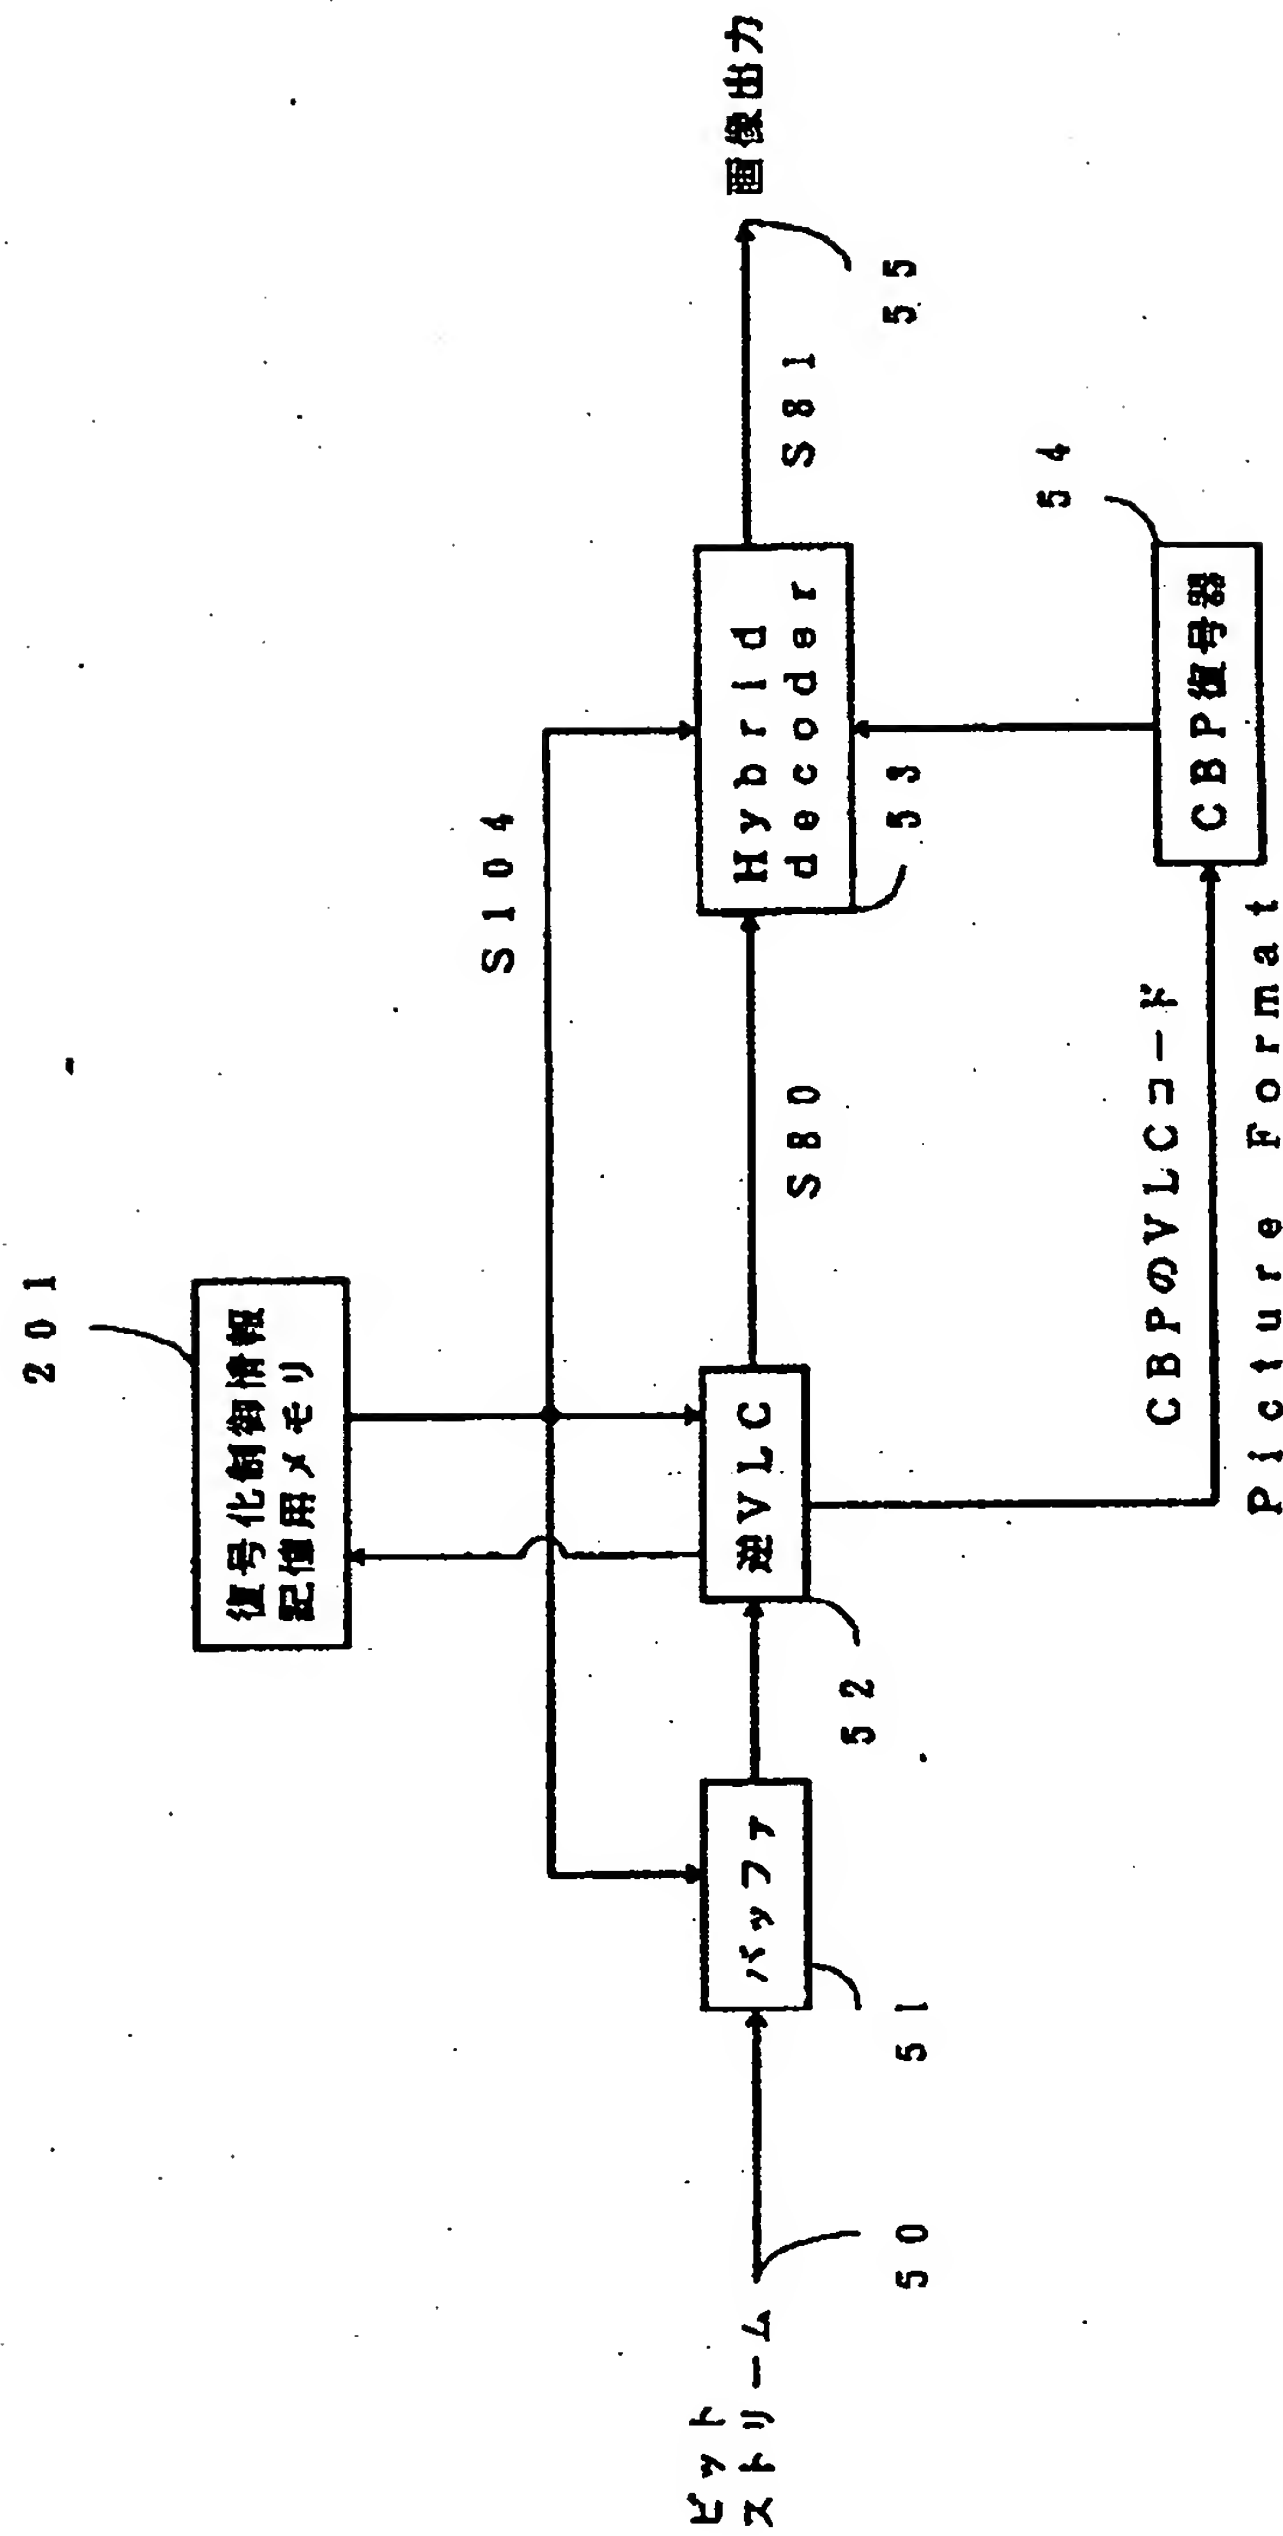 201
復号化制御情報
記憶用メモリ
S104
ビット
ストリーム
50
バッファ
51
逆VLC
52
S80
Hybrid
decoder
53
S81
画像出力
55
CBPのVLCコード
Picture Format
CBP復号器
54